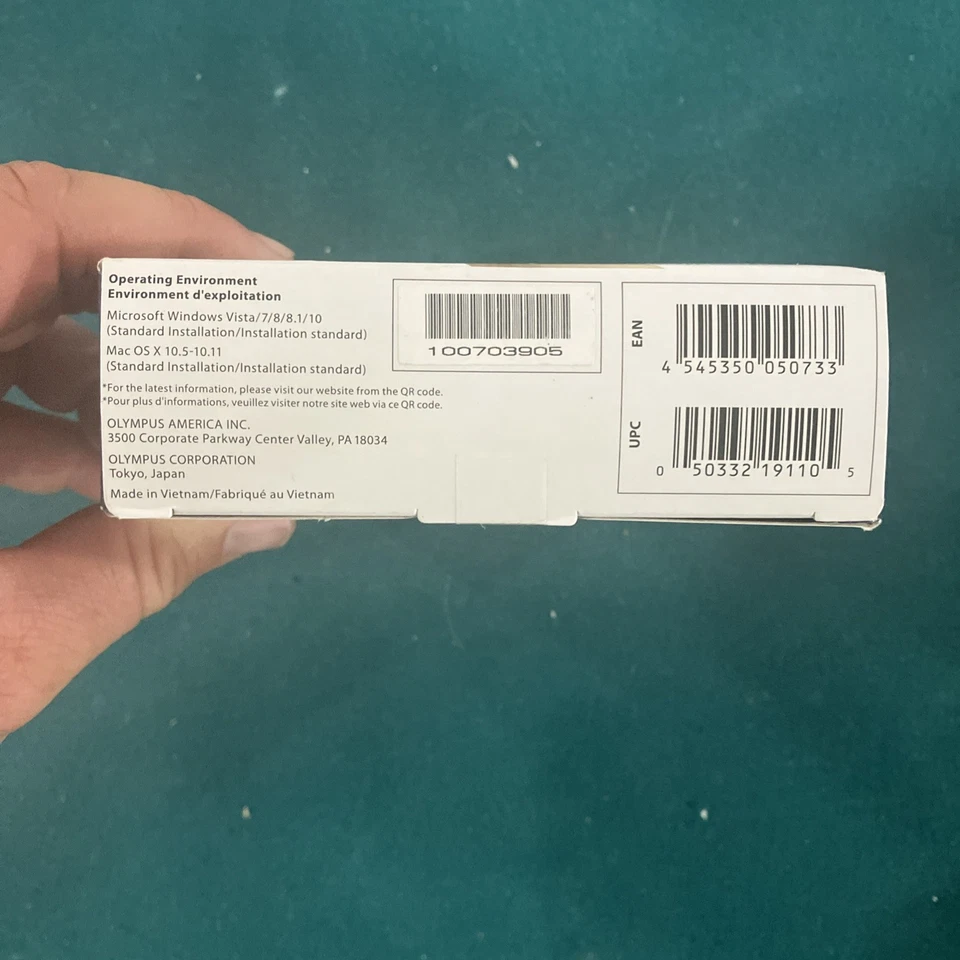 Operating Environment
Environment d'exploitation
Microsoft Windows Vista/7/8/8.1/10
(Standard Installation/Installation standard)
Mac OS X 10.5-10.11
(Standard Installation/Installation standard)
*For the latest information, please visit our website from the QR code.
*Pour plus d'informations, veuillez visiter notre site web via ce QR code.
OLYMPUS AMERICA INC.
3500 Corporate Parkway Center Valley, PA 18034
OLYMPUS CORPORATION
Tokyo, Japan
Made in Vietnam/Fabriqué au Vietnam
100703905
EAN
4 545350 050733
UPC
0 50332 19110 5